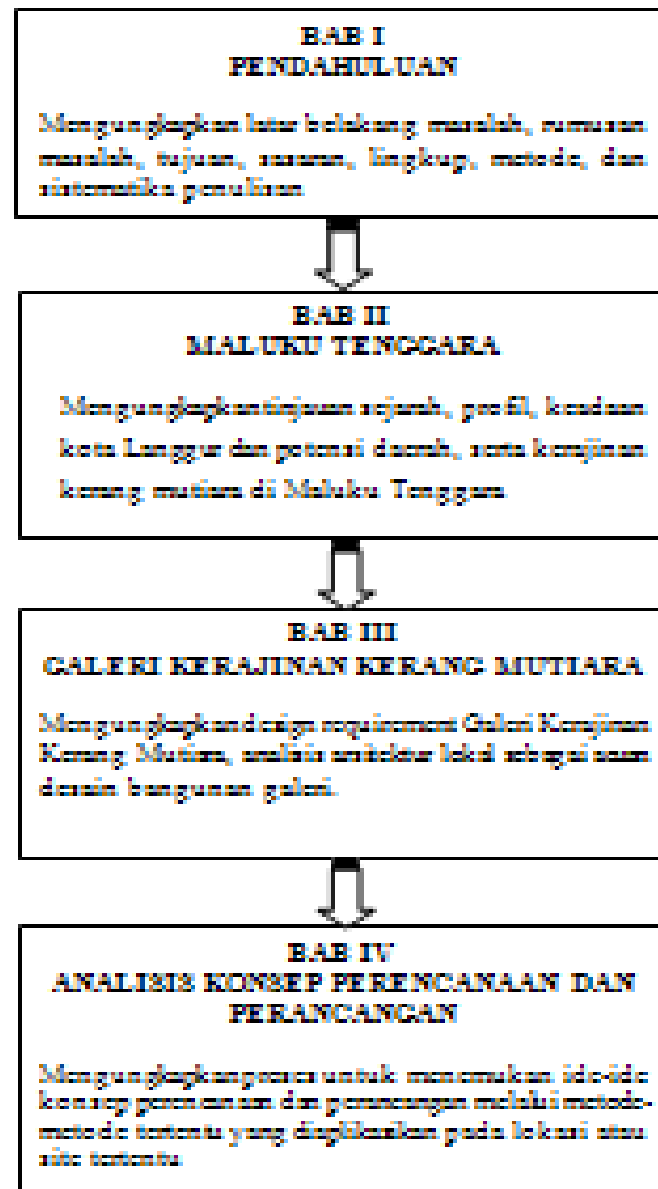 BAB I
PENDAHULUAN
Mengungkapkan latar belakang masalah, rumusan
masalah, tujuan, sasaran, lingkup, metode, dan
sistematika penulisan
BAB II
MALUKU TENGGARA
Mengungkapkantinjauan sejarah, profil, keadaan
kota Langgur dan potensi daerah, serta kerajinan
kerang mutiara di Maluku Tenggara
BAB III
GALERI KERAJINAN KERANG MUTIARA
Mengungkapkandesign requirement Galeri Kerajinan
Kerang Mutiara, analisis arsitektur lokal sebagai
desain bangunan galeri.
BAB IV
ANALISIS KONSEP PERENCANAAN DAN
PERANCANGAN
Mengungkapkanproses untuk menemukan ide-ide
konsep perencanaan dan perancangan melalui metode-
metode tertentu yang diaplikasikan pada lokasi atau
site tertentu